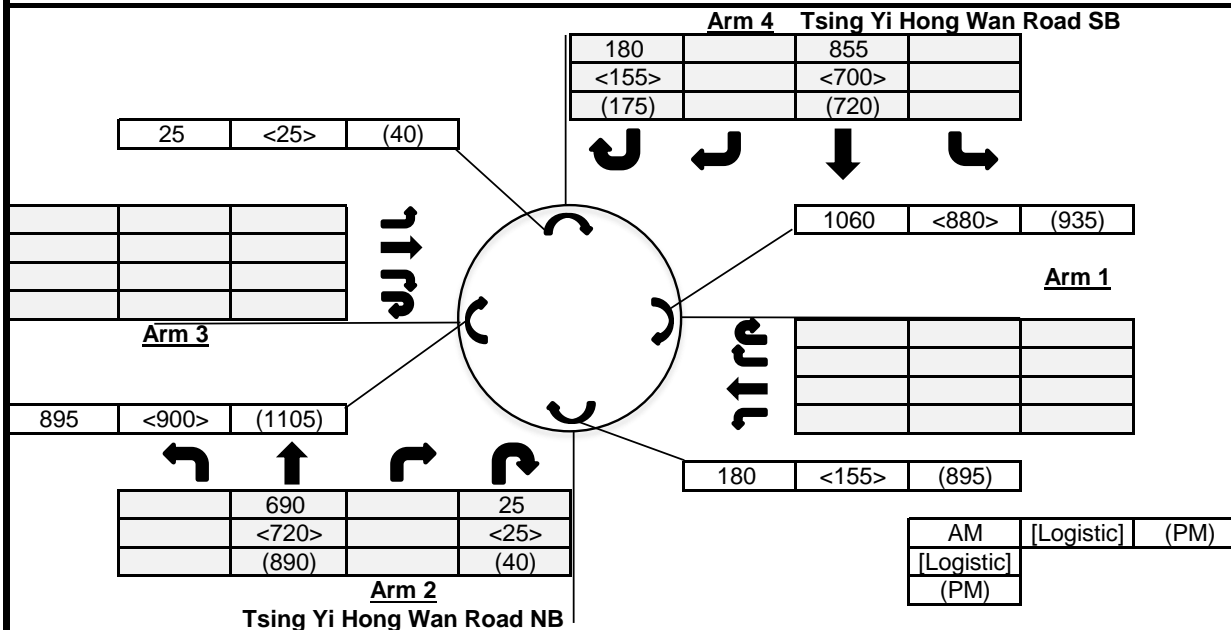 Arm 4 Tsing Yi Hong Wan Road SB
180 855
<155> <700>
(175) (720)
25 <25> (40)
1060 <880> (935)
Arm 1
Arm 3
895 <900> (1105)
180 <155> (895)
690 25
<720> <25>
(890) (40)
Arm 2
Tsing Yi Hong Wan Road NB
AM [Logistic] (PM)
[Logistic]
(PM)